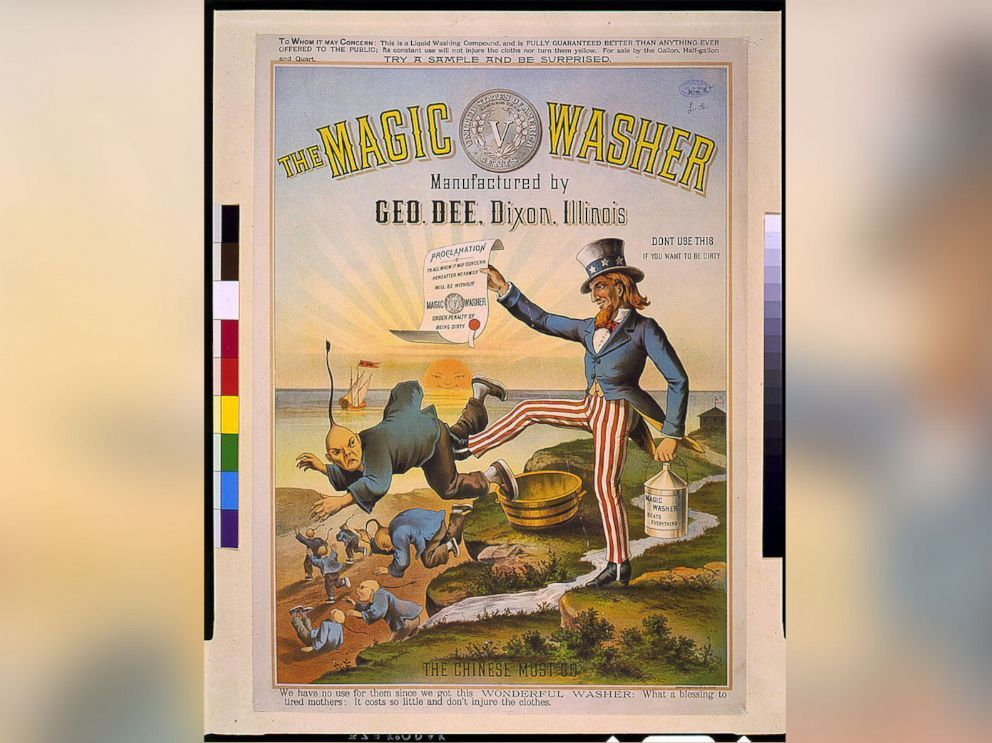 TO WHOM IT MAY CONCERN: This is a Liquid Washing Compound, and is FULLY GUARANTEED BETTER THAN ANYTHING EVER
OFFERED TO THE PUBLIC; its constant use will not injure the cloths nor turn them yellow. For sale by the Gallon, Half-gallon
and Quart. TRY A SAMPLE AND BE SURPRISED.
THE MAGIC WASHER
UNITED STATES OF AMERICA
V
CENTS
Manufactured by
GEO. DEE, Dixon, Illinois
DONT USE THIS
IF YOU WANT TO BE DIRTY
PROCLAMATION
TO ALL WHOM IT MAY CONCERN
HEREAFTER NO FAMILY
WILL BE WITHOUT
MAGIC V WASHER
UNDER PENALTY OF
BEING DIRTY
MAGIC
WASHER
BEATS
EVERYTHING
THE CHINESE MUST GO
We have no use for them since we got this WONDERFUL WASHER: What a blessing to
tired mothers: It costs so little and don't injure the clothes.